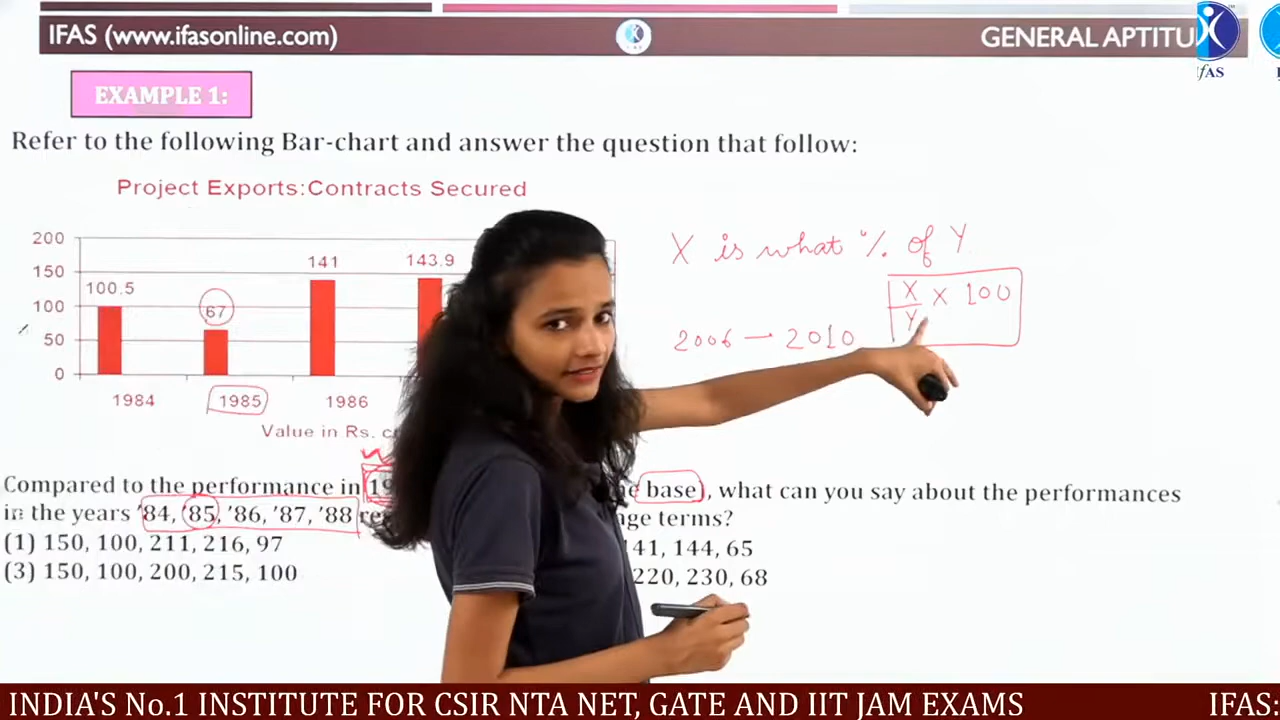 IFAS (www.ifasonline.com)
GENERAL APTITU
IfAS
EXAMPLE 1:
Refer to the following Bar-chart and answer the question that follow:
Project Exports:Contracts Secured
200
150
100
50
0
100.5
67
141
143.9
1984
1985
1986
Value in Rs. c
X is what % of Y
X/Y X 100
2006 — 2010
Compared to the performance in 19 base), what can you say about the performances
in the years '84, '85, '86, '87, '88 re ge terms?
(1) 150, 100, 211, 216, 97
41, 144, 65
(3) 150, 100, 200, 215, 100
220, 230, 68
INDIA'S No.1 INSTITUTE FOR CSIR NTA NET, GATE AND IIT JAM EXAMS
IFAS: